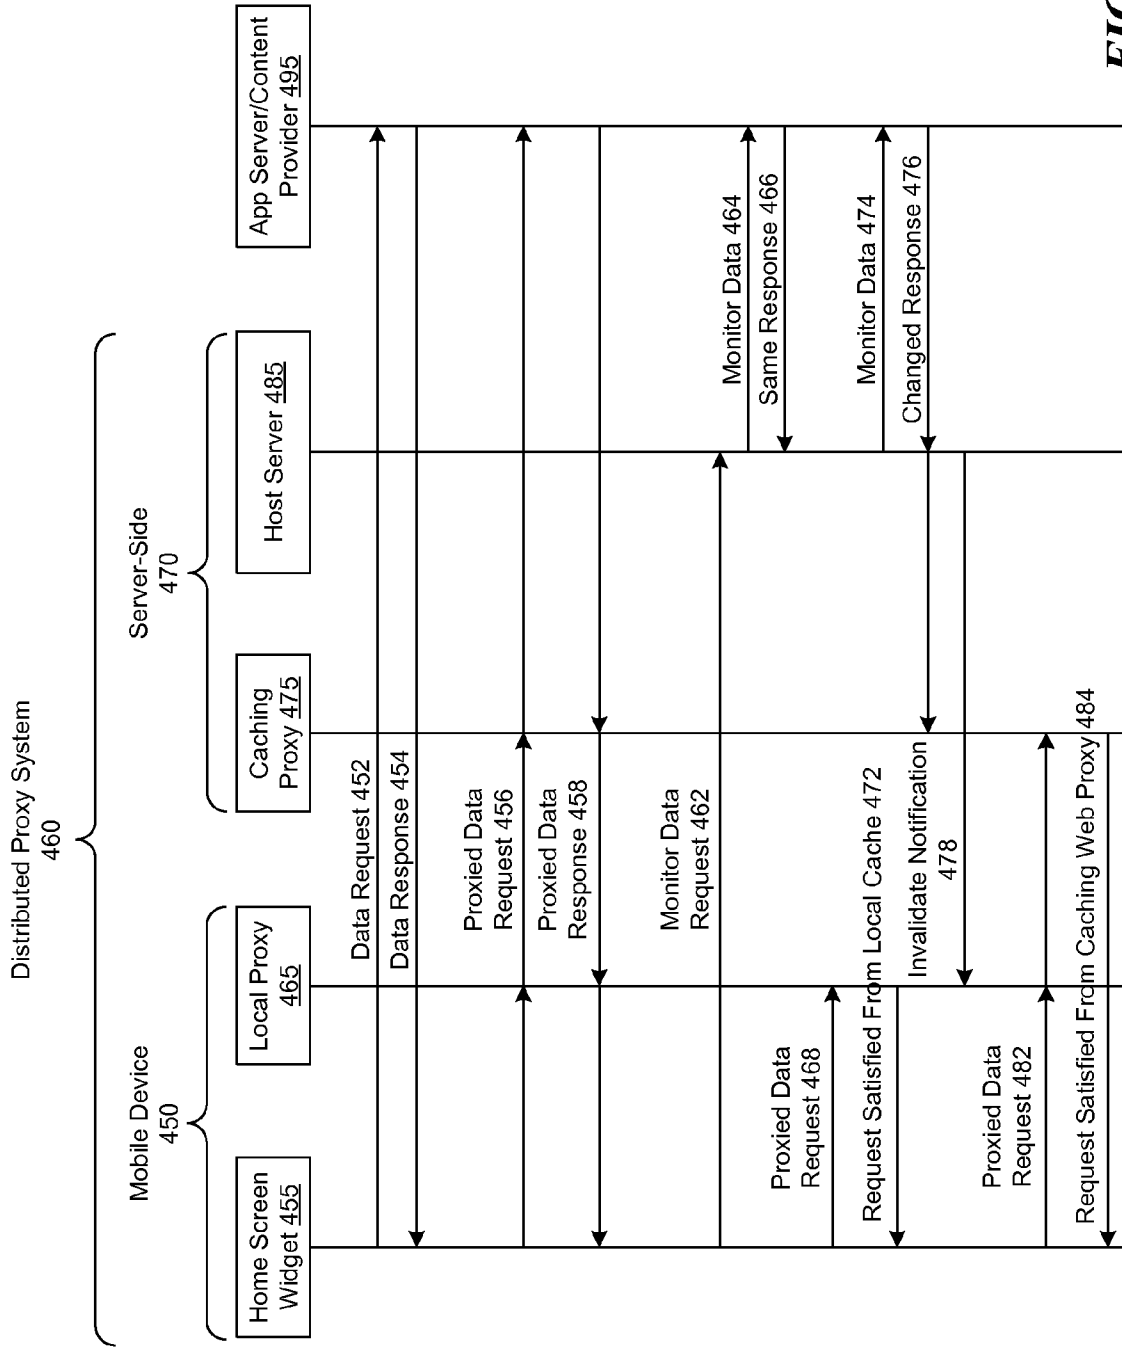 Distributed Proxy System
460
Mobile Device
450
Server-Side
470
Home Screen
Widget 455
Local Proxy
465
Caching
Proxy 475
Host Server 485
App Server/Content
Provider 495
Data Request 452
Data Response 454
Proxied Data
Request 456
Proxied Data
Response 458
Monitor Data
Request 462
Monitor Data 464
Same Response 466
Proxied Data
Request 468
Request Satisfied From Local Cache 472
Monitor Data 474
Changed Response 476
Invalidate Notification
478
Proxied Data
Request 482
Request Satisfied From Caching Web Proxy 484